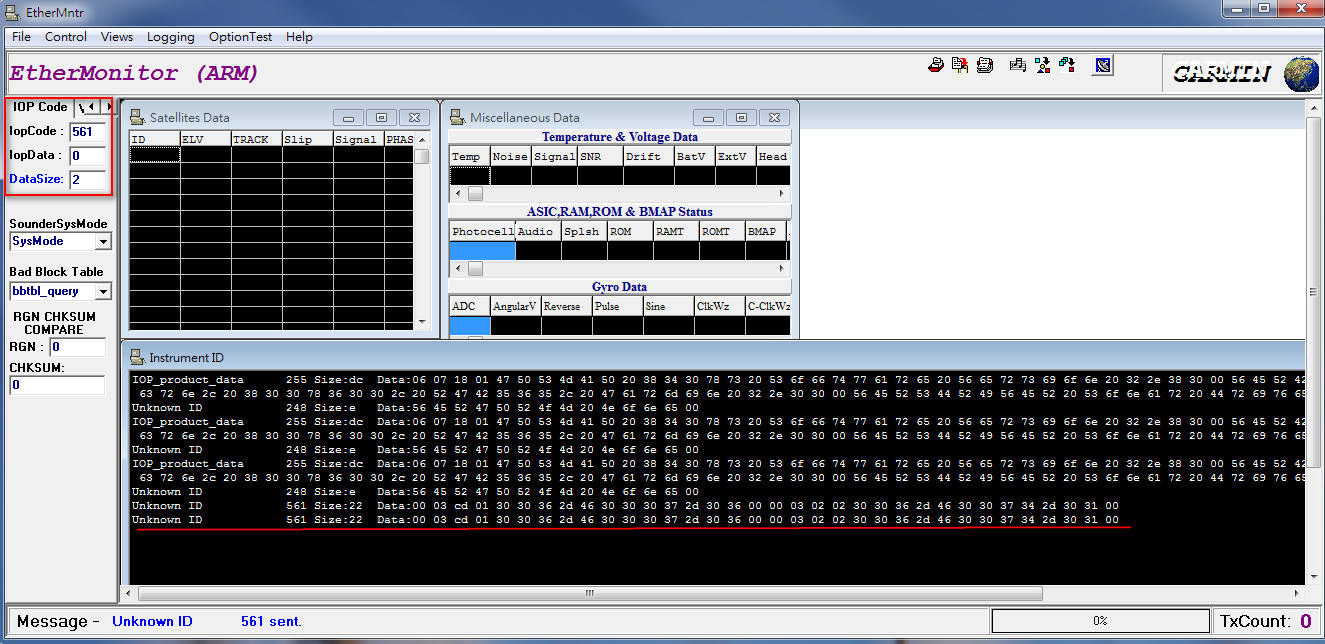 EtherMntr
File Control Views Logging OptionTest Help
EtherMonitor (ARM)
GARMIN
IOP Code
IopCode : 561
IopData : 0
DataSize: 2
SounderSysMode
SysMode
Bad Block Table
bbtbl_query
RGN CHKSUM
COMPARE
RGN : 0
CHKSUM:
0
Satellites Data
ID ELV TRACK Slip Signal PHAS
Miscellaneous Data
Temperature & Voltage Data
Temp Noise Signal SNR Drift BatV ExtV Head
ASIC,RAM,ROM & BMAP Status
Photocell Audio Splsh ROM RAMT ROMT BMAP
Gyro Data
ADC AngularV Reverse Pulse Sine ClkWz C-ClkWz
Instrument ID
IOP_product_data 255 Size:dc Data:06 07 18 01 47 50 53 4d 41 50 20 38 34 30 78 73 20 53 6f 66 74 77 61 72 65 20 56 65 72 73 69 6f 6e 20 32 2e 38 30 00 56 45 52 42
63 72 6e 2c 20 38 30 30 78 36 30 30 2c 20 52 47 42 35 36 35 2c 20 47 61 72 6d 69 6e 20 32 2e 30 30 00 56 45 52 53 44 52 49 56 45 52 20 53 6f 6e 61 72 20 44 72 69 76 65
Unknown ID 248 Size:e Data:56 45 52 47 50 52 4f 4d 20 4e 6f 6e 65 00
IOP_product_data 255 Size:dc Data:06 07 18 01 47 50 53 4d 41 50 20 38 34 30 78 73 20 53 6f 66 74 77 61 72 65 20 56 65 72 73 69 6f 6e 20 32 2e 38 30 00 56 45 52 42
63 72 6e 2c 20 38 30 30 78 36 30 30 2c 20 52 47 42 35 36 35 2c 20 47 61 72 6d 69 6e 20 32 2e 30 30 00 56 45 52 53 44 52 49 56 45 52 20 53 6f 6e 61 72 20 44 72 69 76 65
Unknown ID 248 Size:e Data:56 45 52 47 50 52 4f 4d 20 4e 6f 6e 65 00
IOP_product_data 255 Size:dc Data:06 07 18 01 47 50 53 4d 41 50 20 38 34 30 78 73 20 53 6f 66 74 77 61 72 65 20 56 65 72 73 69 6f 6e 20 32 2e 38 30 00 56 45 52 42
63 72 6e 2c 20 38 30 30 78 36 30 30 2c 20 52 47 42 35 36 35 2c 20 47 61 72 6d 69 6e 20 32 2e 30 30 00 56 45 52 53 44 52 49 56 45 52 20 53 6f 6e 61 72 20 44 72 69 76 65
Unknown ID 248 Size:e Data:56 45 52 47 50 52 4f 4d 20 4e 6f 6e 65 00
Unknown ID 561 Size:22 Data:00 03 cd 01 30 30 36 2d 46 30 30 30 37 2d 30 36 00 00 03 02 02 30 30 36 2d 46 30 30 37 34 2d 30 31 00
Unknown ID 561 Size:22 Data:00 03 cd 01 30 30 36 2d 46 30 30 30 37 2d 30 36 00 00 03 02 02 30 30 36 2d 46 30 30 37 34 2d 30 31 00
Message - Unknown ID 561 sent. 0% TxCount: 0